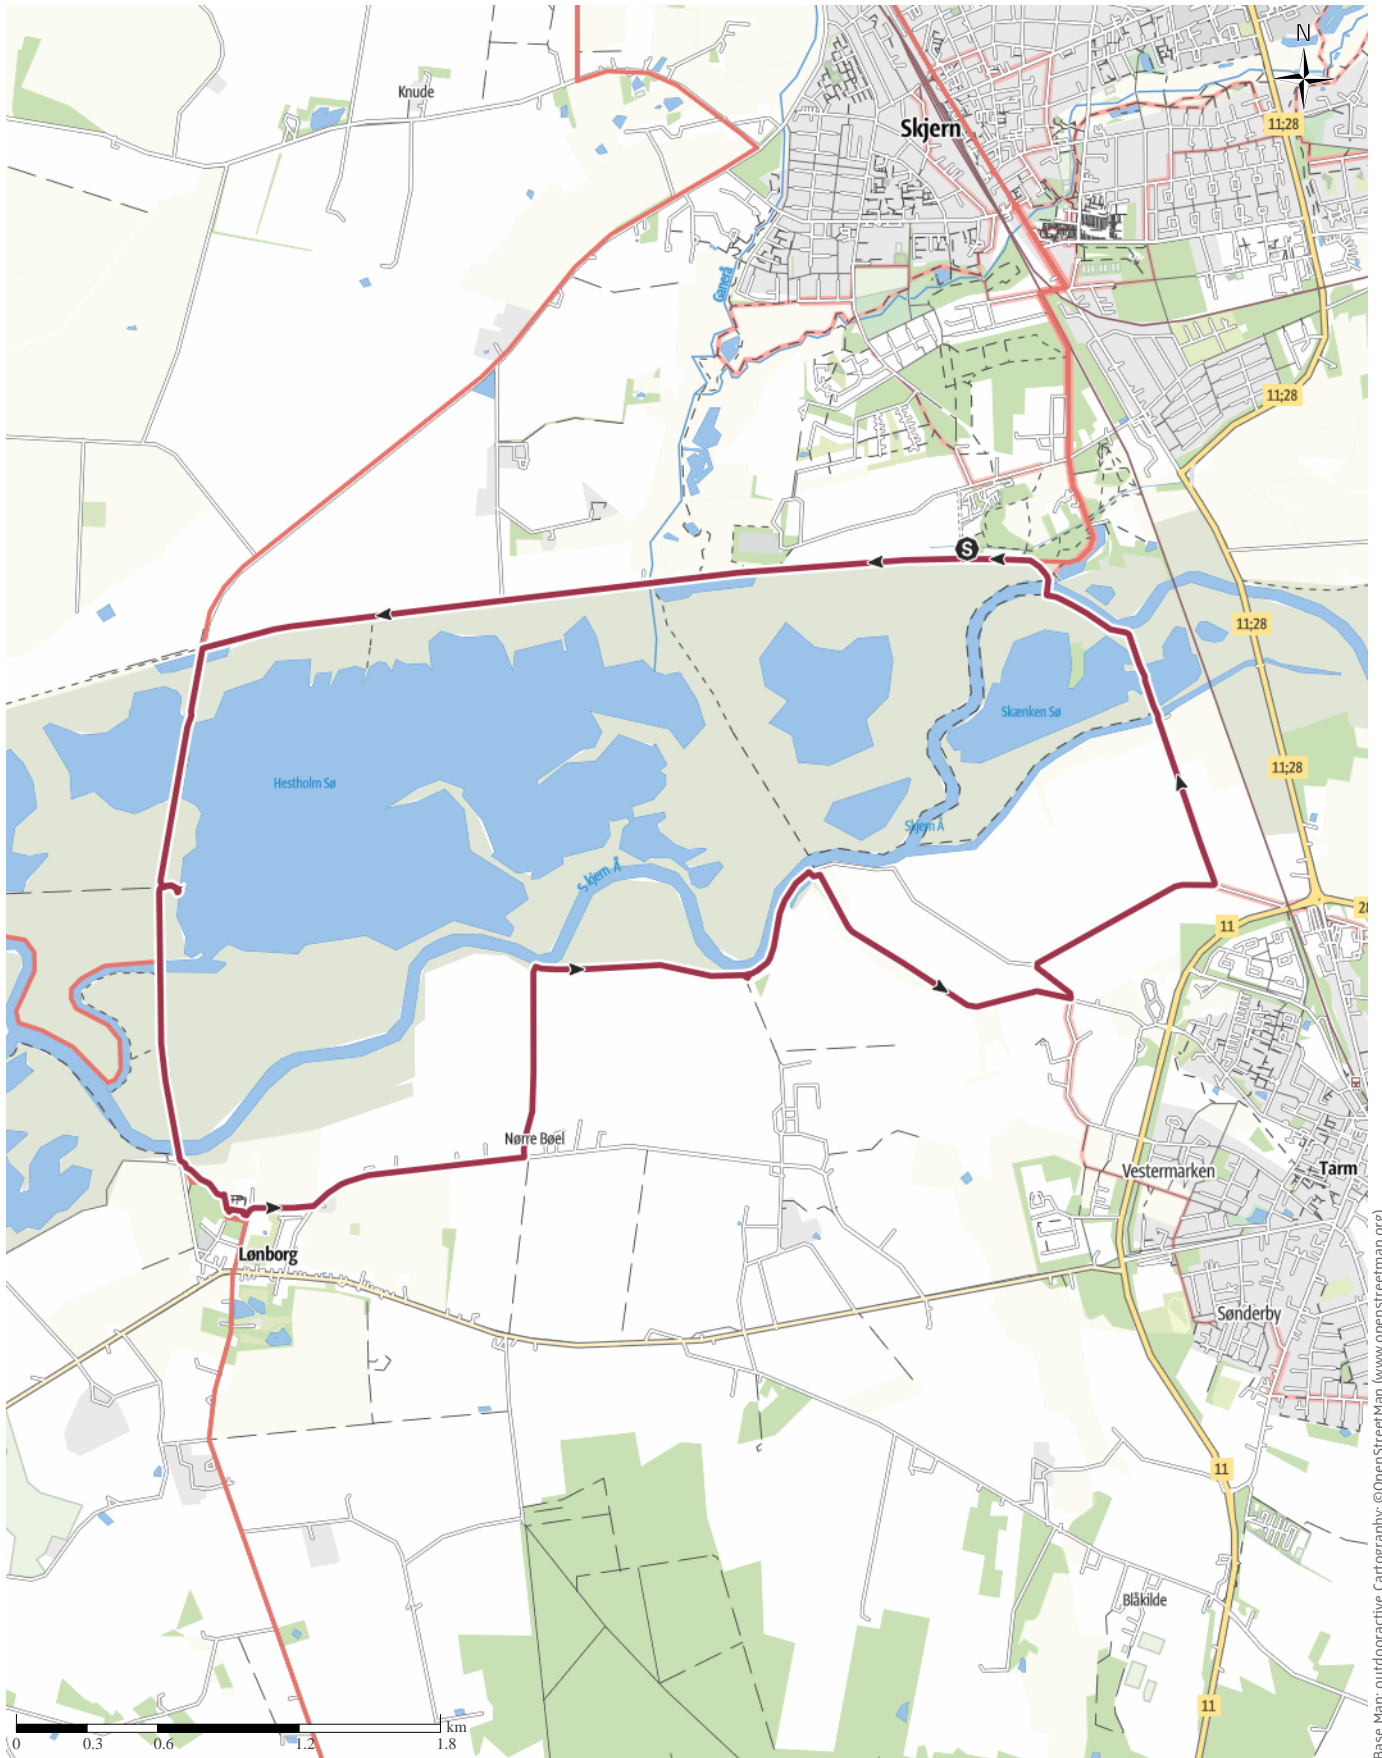 N
Knude
Skjern
11;28
Ganerå
11;28
S
11;28
Skænken Sø
11;28
Hestholm Sø
Skjern Å
Skjern Å
28
11
Nørre Bøel
Vestermarken
Tarm
Lønborg
Sønderby
11
Blåkilde
11
km
0 0.3 0.6 1.2 1.8
Base Map: outdooractive Cartography; ©OpenStreetMap (www.openstreetmap.org)